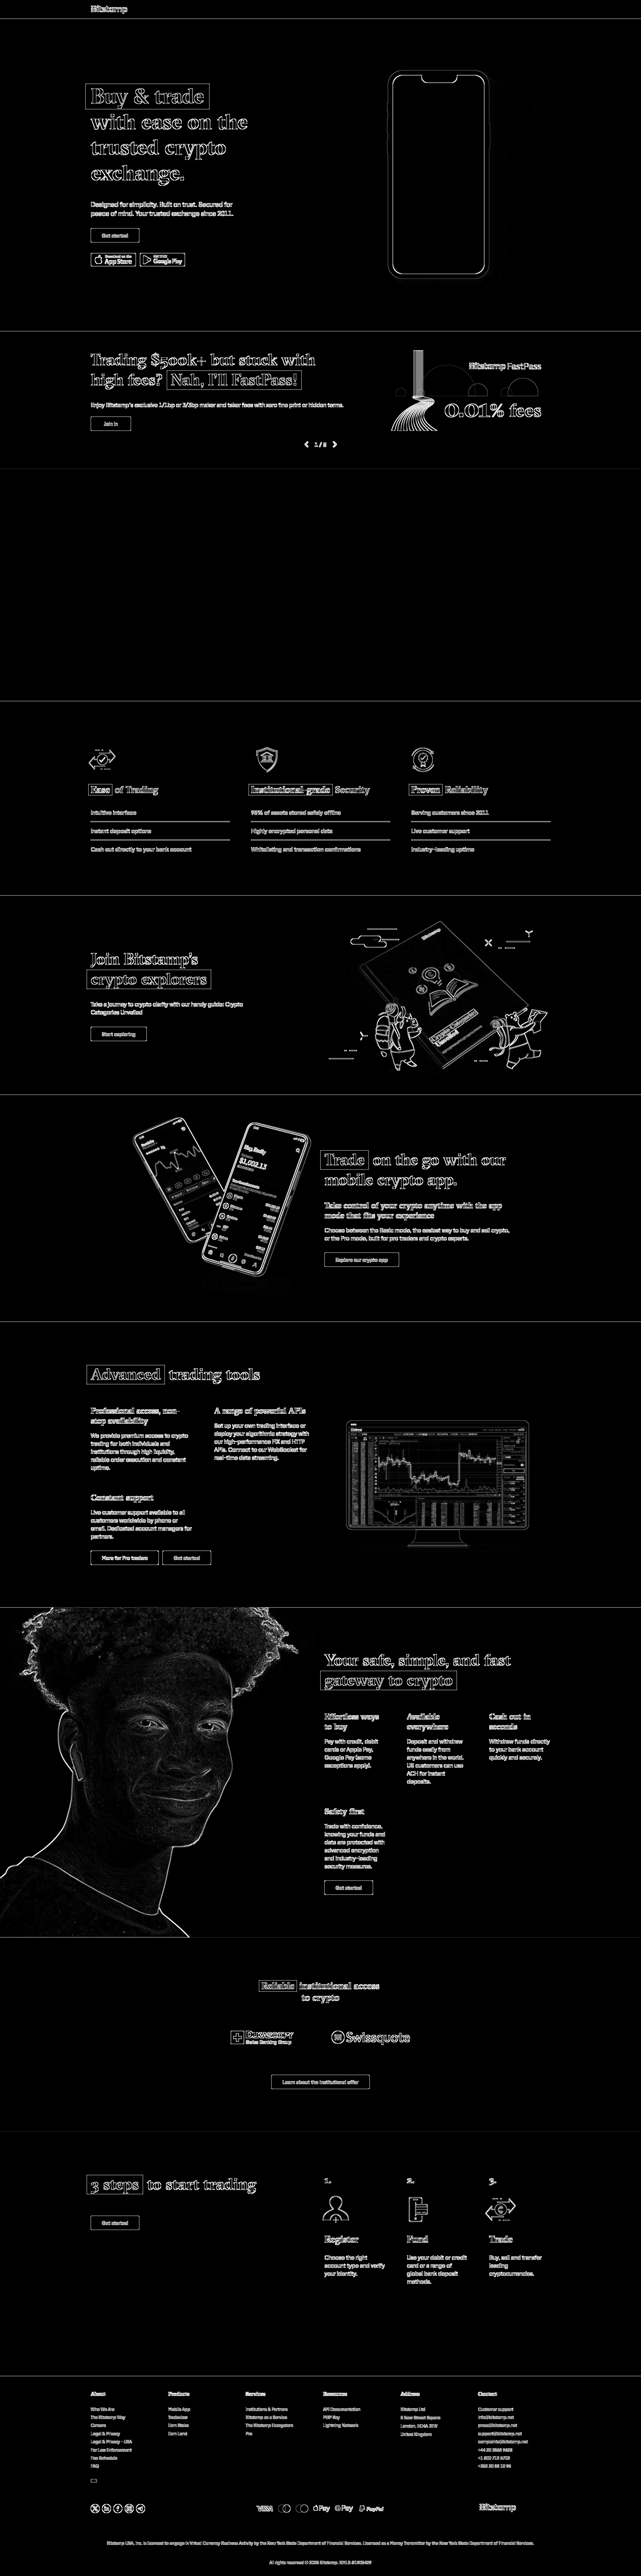 Bitstamp
Buy & trade
with ease on the
trusted crypto
exchange.
Designed for simplicity. Built on trust. Secured for
peace of mind. Your trusted exchange since 2011.
Get started
Download on the
App Store
GET IT ON
Google Play
Trading $500k+ but stuck with
high fees? Nah, I'll FastPass!
Enjoy Bitstamp's exclusive 1/1bp or 3/3bp maker and taker fees with zero fine print or hidden terms.
Join in
Bitstamp FastPass
0.01% fees
Ease of Trading
Intuitive interface
Instant deposit options
Cash out directly to your bank account
Institutional-grade Security
98% of assets stored safely offline
Highly encrypted personal data
Whitelisting and transaction confirmations
Proven Reliability
Serving customers since 2011
Live customer support
Industry-leading uptime
Join Bitstamp's
crypto explorers
Take a journey to crypto clarity with our handy guide: Crypto
Categories Unveiled
Start exploring
Bitstamp
Crypto Categories
Unveiled
Trade on the go with our
mobile crypto app.
Take control of your crypto anytime with the app
mode that fits your experience
Choose between the Basic mode, the easiest way to buy and sell crypto,
or the Pro mode, built for pro traders and crypto experts.
Explore our crypto app
Advanced trading tools
Professional access, non-
stop availability
We provide premium access to crypto
trading for both individuals and
institutions through high liquidity,
reliable order execution and constant
uptime.
A range of powerful APIs
Set up your own trading interface or
deploy your algorithmic strategy with
our high-performance FIX and HTTP
APIs. Connect to our WebSocket for
real-time data streaming.
Constant support
Live customer support available to all
customers worldwide by phone or
email. Dedicated account managers for
partners.
More for Pro traders
Get started
Your safe, simple, and fast
gateway to crypto
Effortless ways
to buy
Pay with credit, debit
cards or Apple Pay,
Google Pay (some
exceptions apply).
Available
everywhere
Deposit and withdraw
funds easily from
anywhere in the world.
US customers can use
ACH for instant
deposits.
Cash out in
seconds
Withdraw funds directly
to your bank account
quickly and securely.
Safety first
Trade with confidence,
knowing your funds and
data are protected with
advanced encryption
and industry-leading
security measures.
Get started
Reliable institutional access
to crypto
Swiss Banking Group
Swissquote
Learn about the institutional offer
3 steps to start trading
Get started
1.
Register
Choose the right
account type and verify
your identity.
2.
Fund
Use your debit or credit
card or a range of
global bank deposit
methods.
3.
Trade
Buy, sell and transfer
leading
cryptocurrencies.
About
Who We Are
The Bitstamp Way
Careers
Legal & Privacy
Legal & Privacy - USA
For Law Enforcement
Fee Schedule
FAQ
Products
Mobile App
Tradeview
Earn Stake
Earn Lend
Services
Institutions & Partners
Bitstamp as a Service
The Bitstamp Ecosystem
Pro
Resources
API Documentation
Lightning Network
Address
Bitstamp Ltd
5 New Street Square
London, EC4A 3TW
United Kingdom
Contact
Customer support
info@bitstamp.net
press@bitstamp.net
support@bitstamp.net
complaints@bitstamp.net
VISA
Pay
G Pay
PayPal
Bitstamp
Bitstamp USA, Inc. is licensed to engage in Virtual Currency Business Activity by the New York State Department of Financial Services. Licensed as a Money Transmitter by the New York State Department of Financial Services.